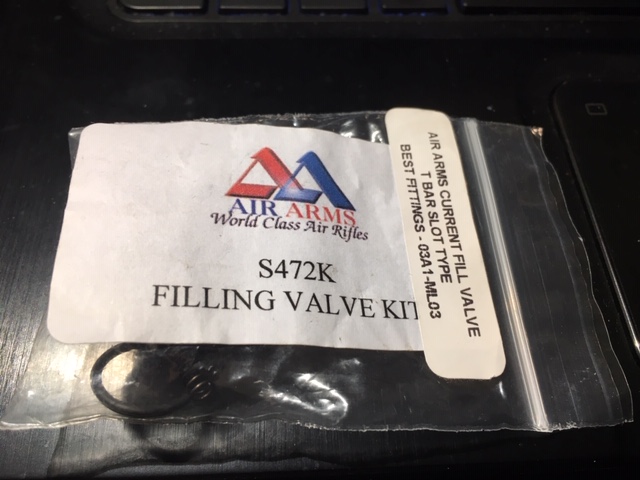 AIR ARMS
World Class Air Rifles
S472K
FILLING VALVE KIT
AIR ARMS CURRENT FILL VALVE
T BAR SLOT TYPE
BEST FITTINGS - 03A1-ML03